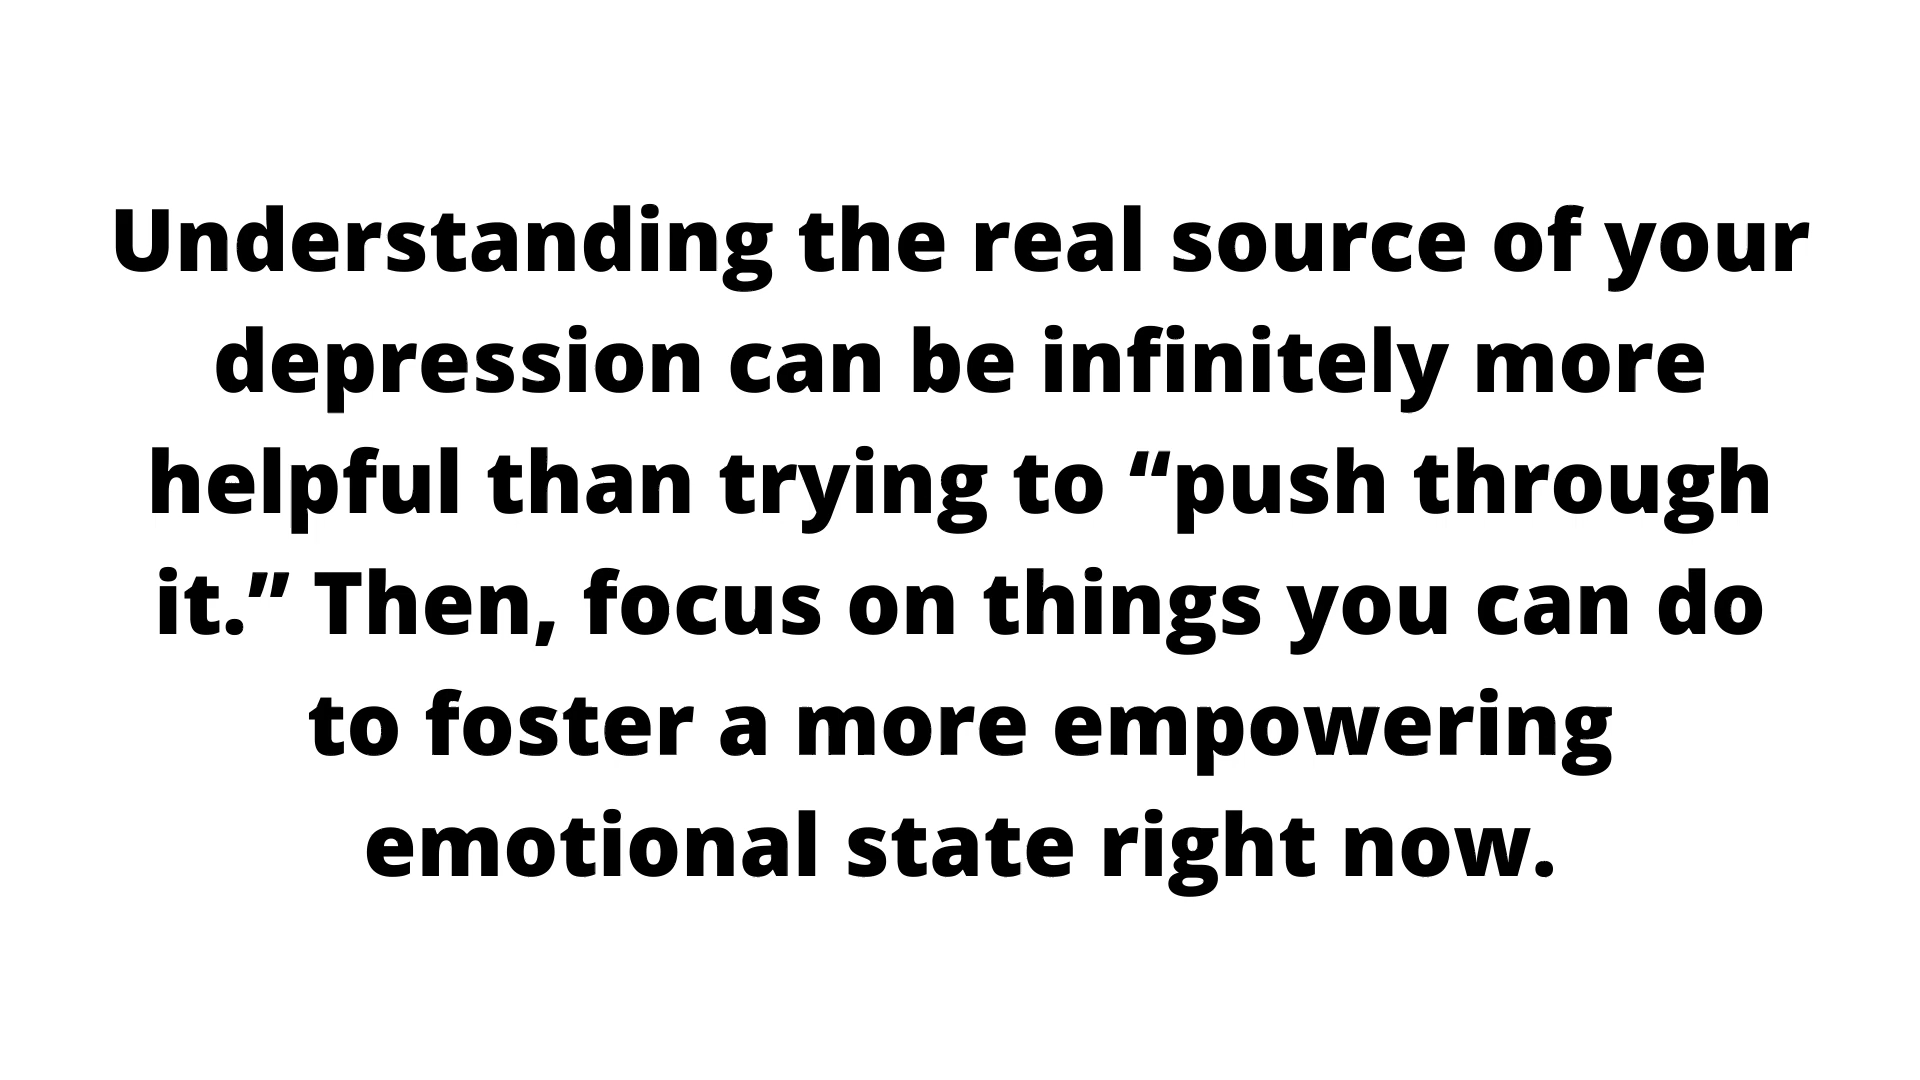 Understanding the real source of your
depression can be infinitely more
helpful than trying to “push through
it.” Then, focus on things you can do
to foster a more empowering
emotional state right now.